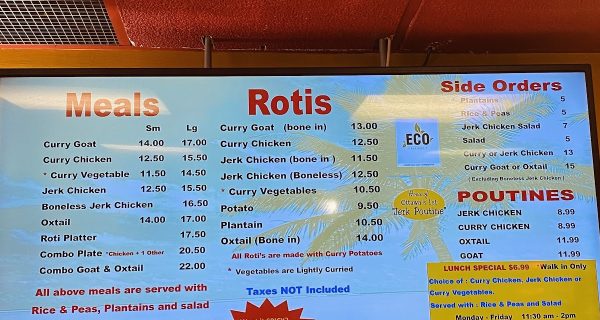 Meals
Sm Lg
Curry Goat 14.00 17.00
Curry Chicken 12.50 15.50
* Curry Vegetable 11.50 14.50
Jerk Chicken 12.50 15.50
Boneless Jerk Chicken 16.50
Oxtail 14.00 17.00
Roti Platter 17.50
Combo Plate *Chicken + 1 Other 20.50
Combo Goat & Oxtail 22.00
All above meals are served with
Rice & Peas, Plantains and salad
Rotis
Curry Goat (bone in) 13.00
Curry Chicken 12.50
Jerk Chicken (bone in ) 11.50
Jerk Chicken (Boneless) 12.50
* Curry Vegetables 10.50
Potato 9.50
Plantain 10.50
Oxtail (Bone in) 14.00
All Roti's are made with Curry Potatoes
* Vegetables are Lightly Curried
Taxes NOT Included
ECO
Home of
Ottawa's 1st
"Jerk Poutine"
Side Orders
Plantains 5
Rice & Peas 5
Jerk Chicken Salad 7
Salad 5
Curry or Jerk Chicken 13
Curry Goat or Oxtail 15
( Excluding Boneless Jerk Chicken )
POUTINES
JERK CHICKEN 8.99
CURRY CHICKEN 8.99
OXTAIL 11.99
GOAT 11.99
LUNCH SPECIAL $6.99 *Walk in Only
Choice of : Curry Chicken. Jerk Chicken or
Curry Vegetables.
Served with : Rice & Peas and Salad
Monday - Friday 11:30 am - 2pm